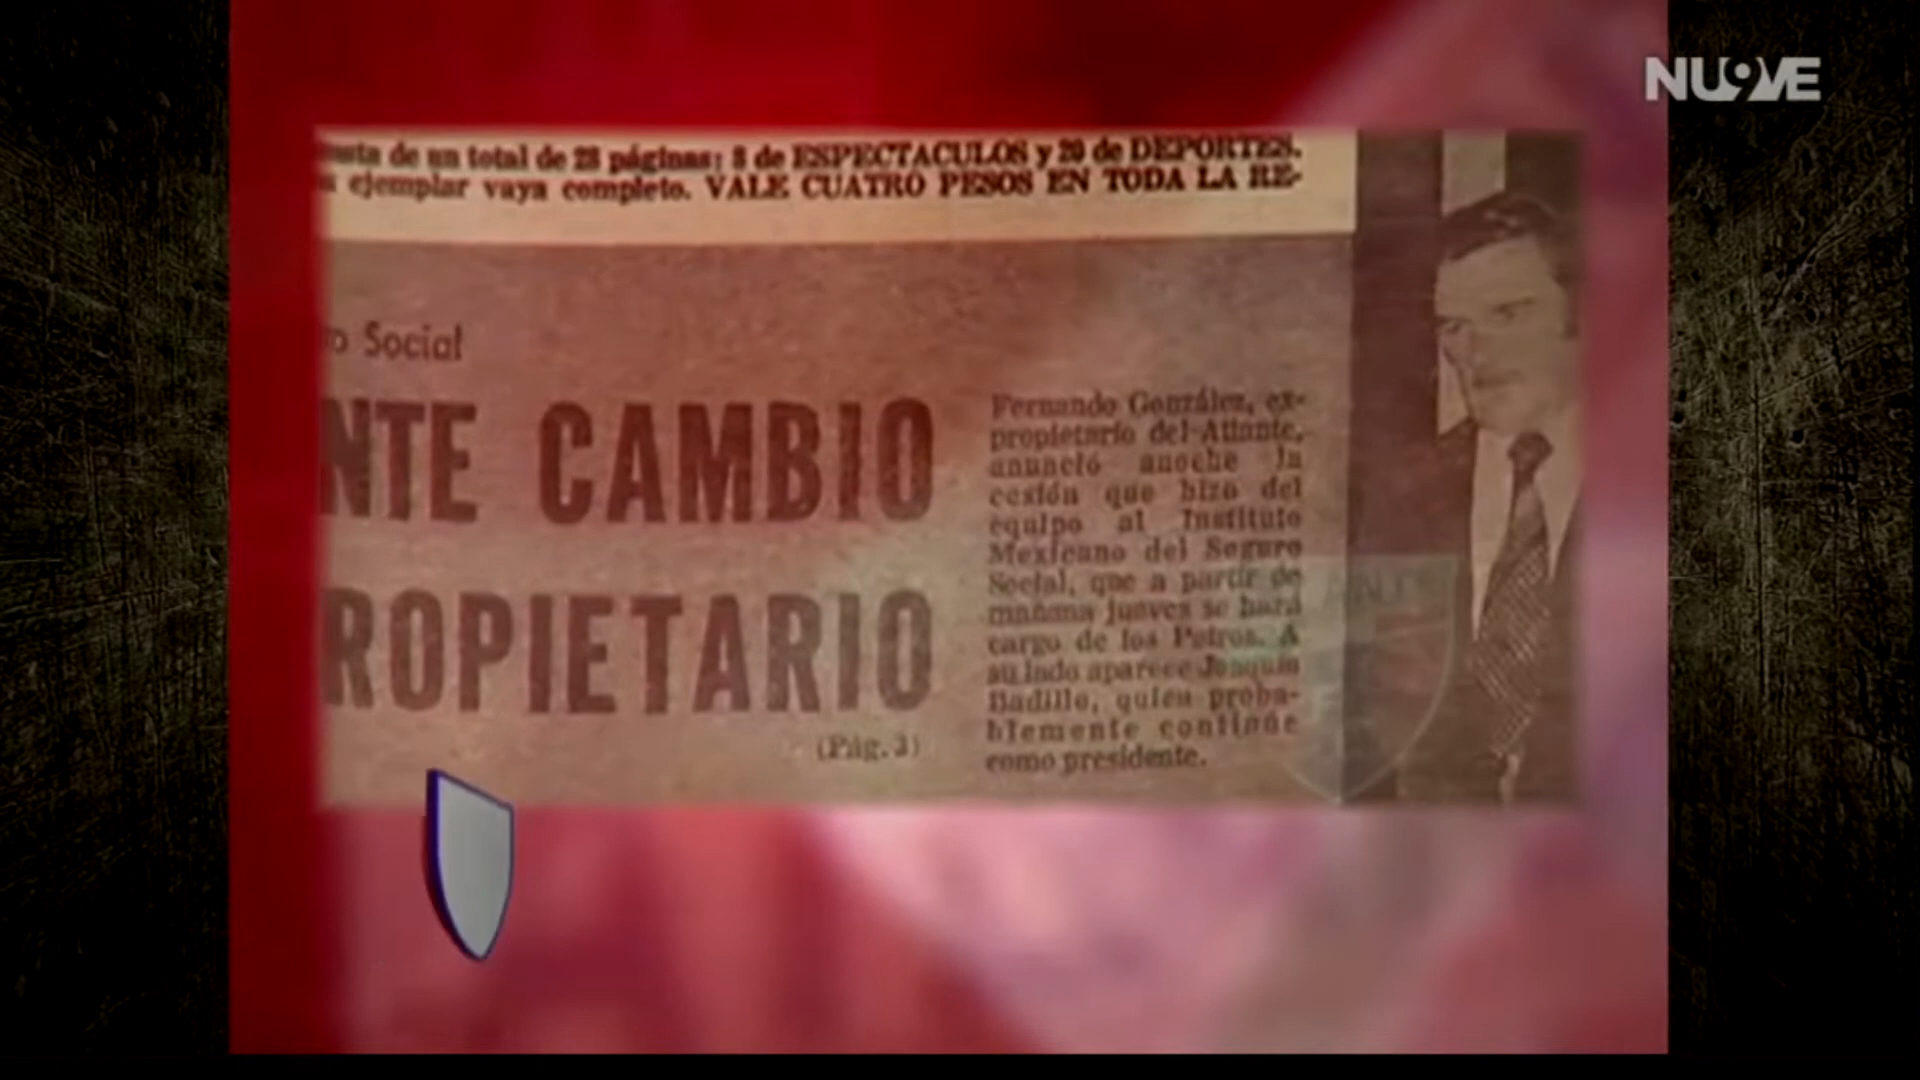 NU9VE
de un total de 28 páginas: 8 de ESPECTACULOS y 20 de DEPORTES.
ejemplar vaya completo. VALE CUATRO PESOS EN TODA LA RE-
o Social
NTE CAMBIO
ROPIETARIO
(Pág. 3)
Fernando González, ex-
propietario del Atlante,
anunció anoche la
cesión que hizo del
equipo al Instituto
Mexicano del Seguro
Social, que a partir de
mañana jueves se hará
cargo de los Potros. A
su lado aparece Joaquín
Badillo, quien proba-
blemente continúe
como presidente.